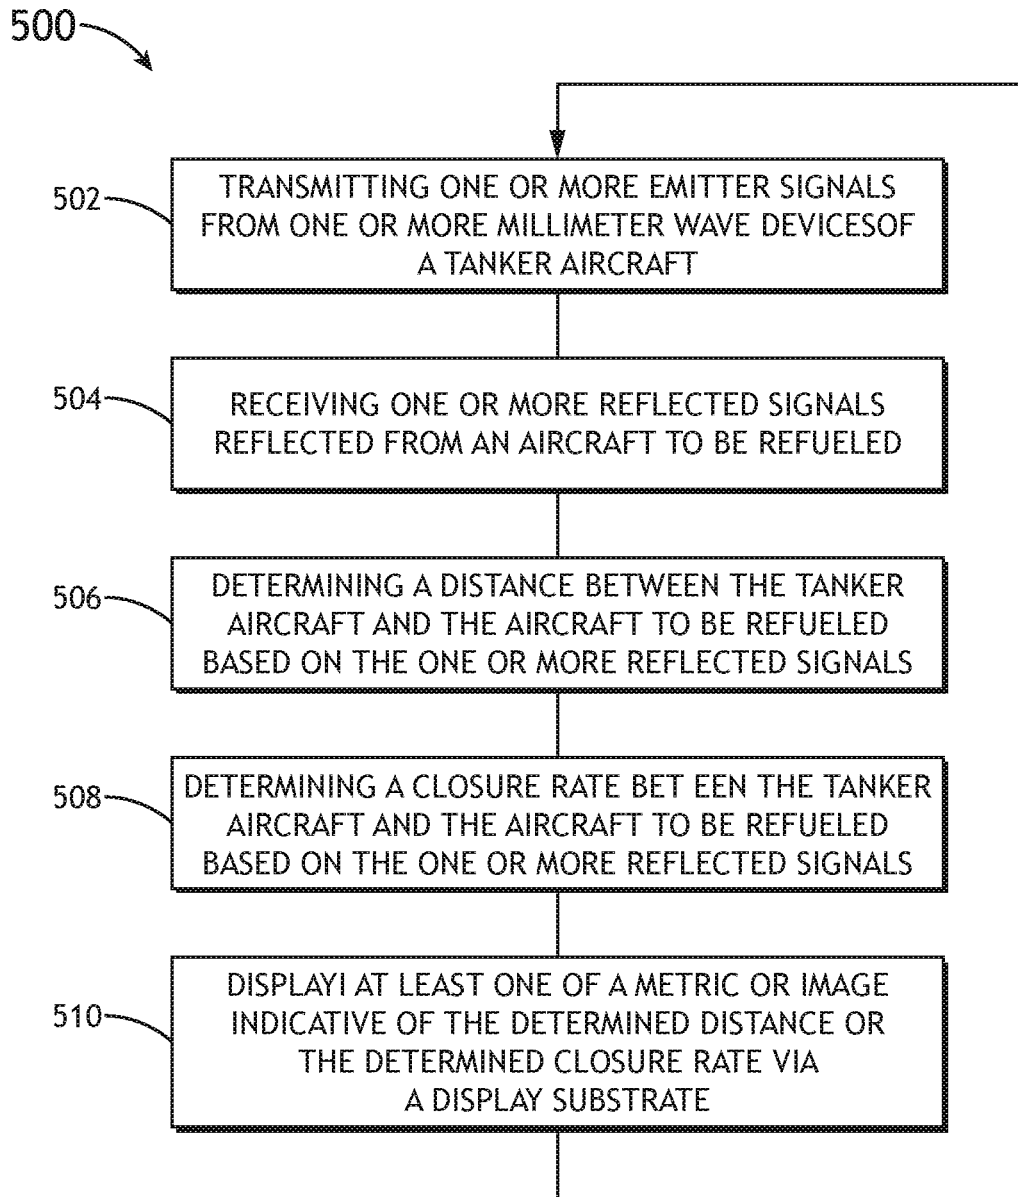 500
502
TRANSMITTING ONE OR MORE EMITTER SIGNALS
FROM ONE OR MORE MILLIMETER WAVE DEVICESOF
A TANKER AIRCRAFT
504
RECEIVING ONE OR MORE REFLECTED SIGNALS
REFLECTED FROM AN AIRCRAFT TO BE REFUELED
506
DETERMINING A DISTANCE BETWEEN THE TANKER
AIRCRAFT AND THE AIRCRAFT TO BE REFUELED
BASED ON THE ONE OR MORE REFLECTED SIGNALS
508
DETERMINING A CLOSURE RATE BET EEN THE TANKER
AIRCRAFT AND THE AIRCRAFT TO BE REFUELED
BASED ON THE ONE OR MORE REFLECTED SIGNALS
510
DISPLAYI AT LEAST ONE OF A METRIC OR IMAGE
INDICATIVE OF THE DETERMINED DISTANCE OR
THE DETERMINED CLOSURE RATE VIA
A DISPLAY SUBSTRATE